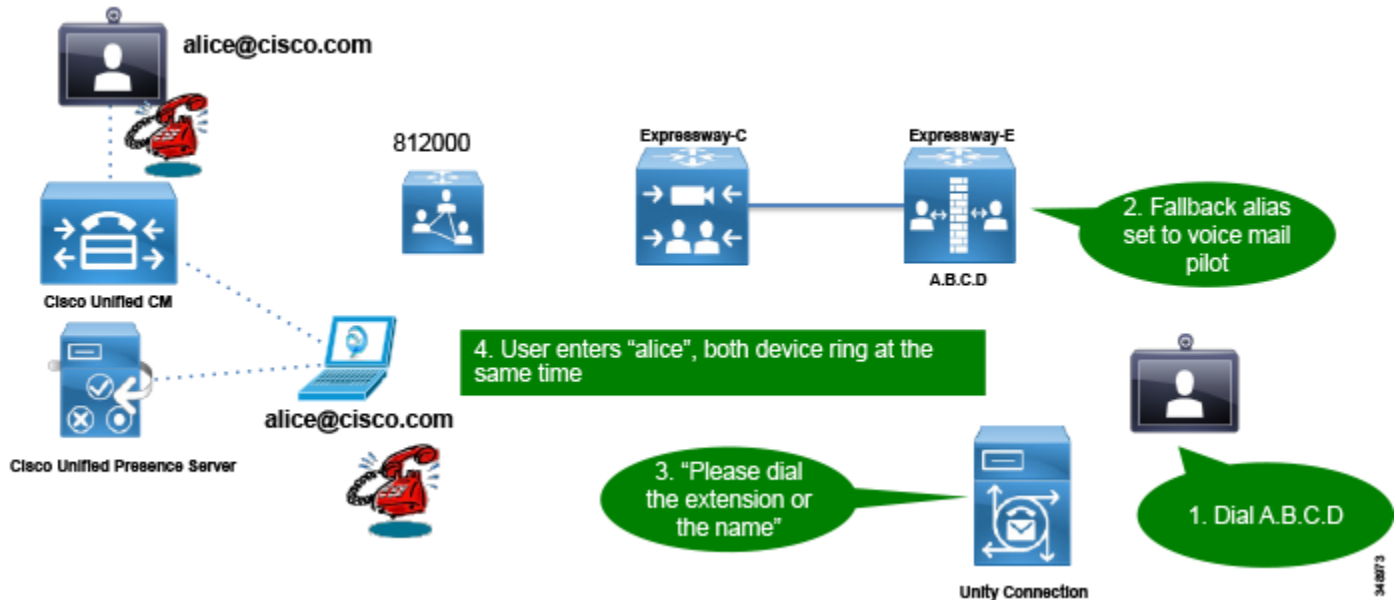 alice@cisco.com
812000
Expressway-C
Expressway-E
2. Fallback alias
set to voice mail
pilot
A.B.C.D
Cisco Unified CM
4. User enters “alice”, both device ring at the
same time
alice@cisco.com
Cisco Unified Presence Server
3. “Please dial
the extension or
the name”
1. Dial A.B.C.D
Unity Connection
348973